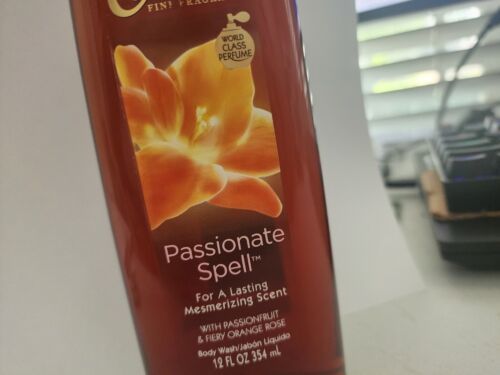 WORLD
CLASS
PERFUME
Passionate
Spell™
For A Lasting
Mesmerizing Scent
WITH PASSIONFRUIT
& FIERY ORANGE ROSE
Body Wash/Jabón Líquido
12 FL OZ 354 mL